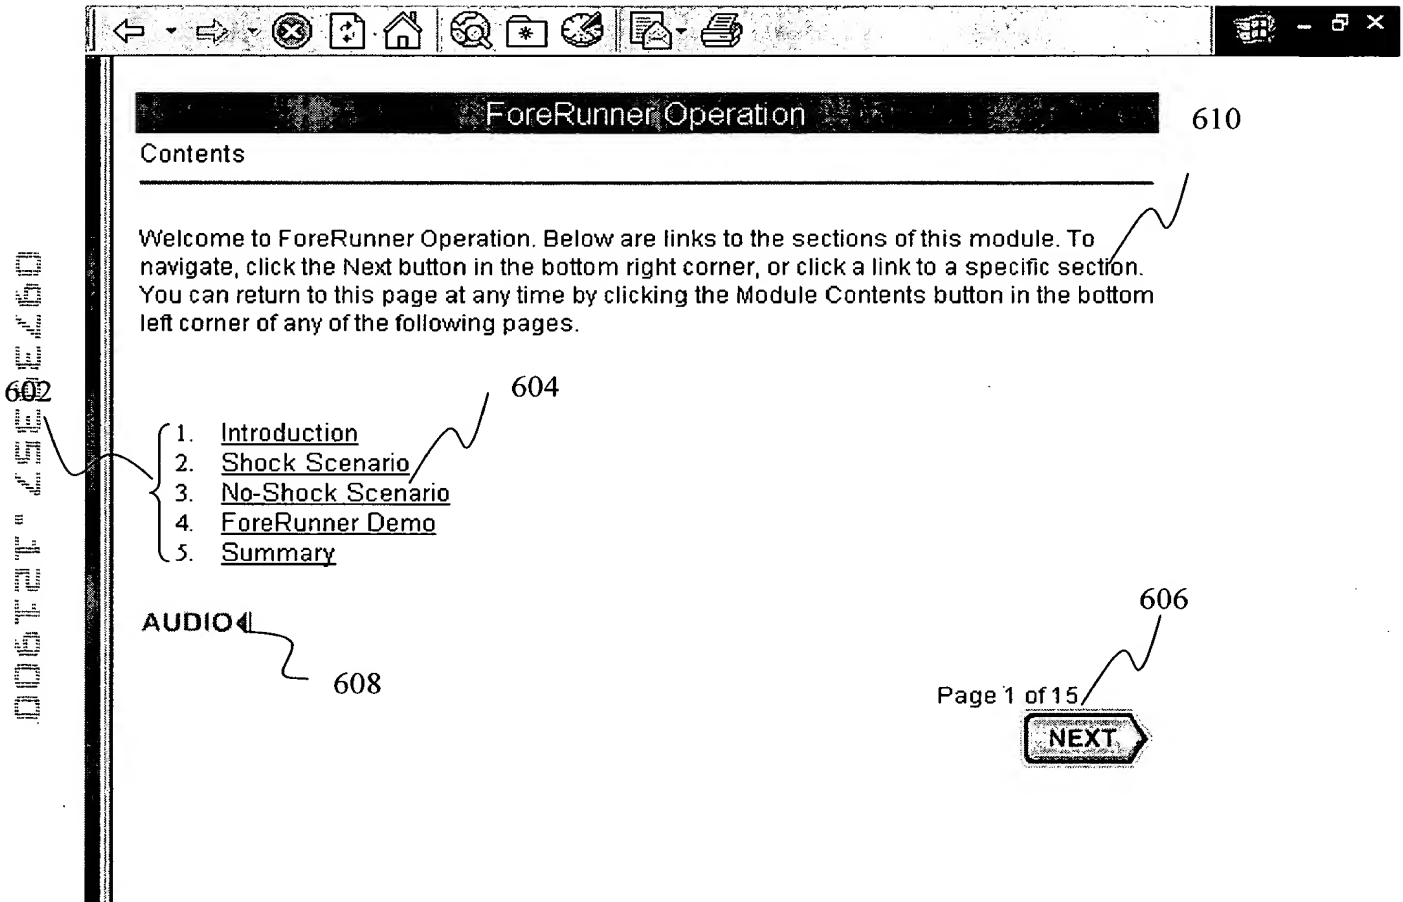 ForeRunner Operation
610
Contents
Welcome to ForeRunner Operation. Below are links to the sections of this module. To
navigate, click the Next button in the bottom right corner, or click a link to a specific section.
You can return to this page at any time by clicking the Module Contents button in the bottom
left corner of any of the following pages.
602
604
1. Introduction
2. Shock Scenario
3. No-Shock Scenario
4. ForeRunner Demo
5. Summary
AUDIO
606
608
Page 1 of 15
NEXT